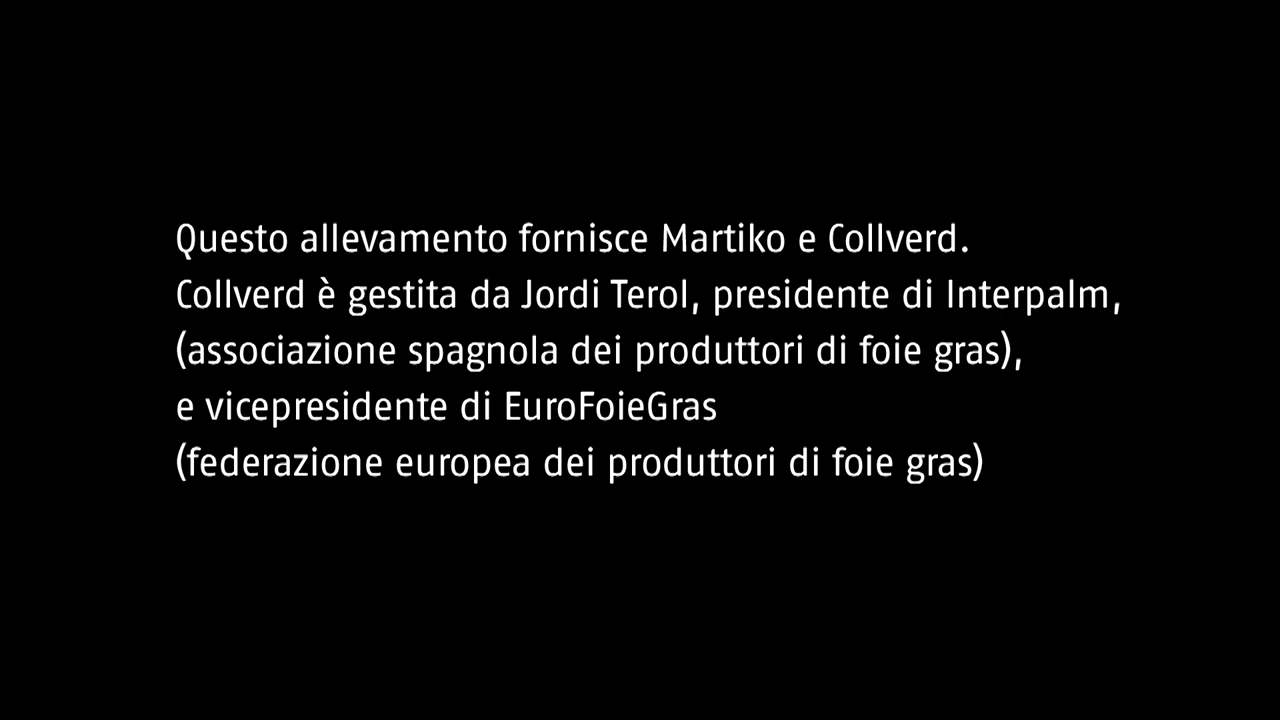 Questo allevamento fornisce Martiko e Collverd.
Collverd è gestita da Jordi Terol, presidente di Interpalm,
(associazione spagnola dei produttori di foie gras),
e vicepresidente di EuroFoieGras
(federazione europea dei produttori di foie gras)